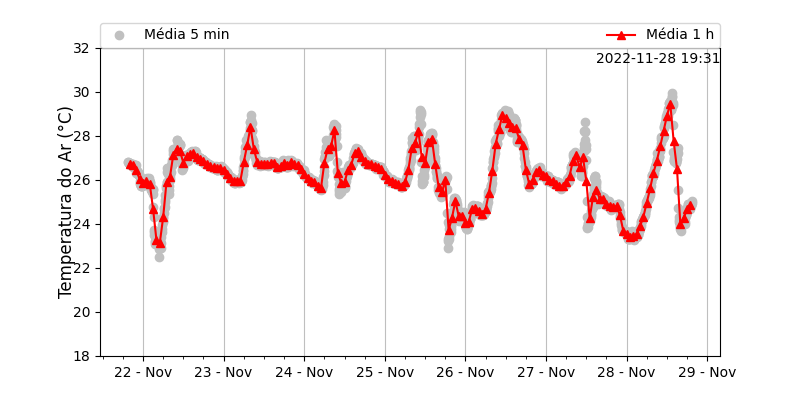 Média 5 min
Média 1 h
2022-11-28 19:31
Temperatura do Ar (°C)
32
30
28
26
24
22
20
18
22 - Nov
23 - Nov
24 - Nov
25 - Nov
26 - Nov
27 - Nov
28 - Nov
29 - Nov